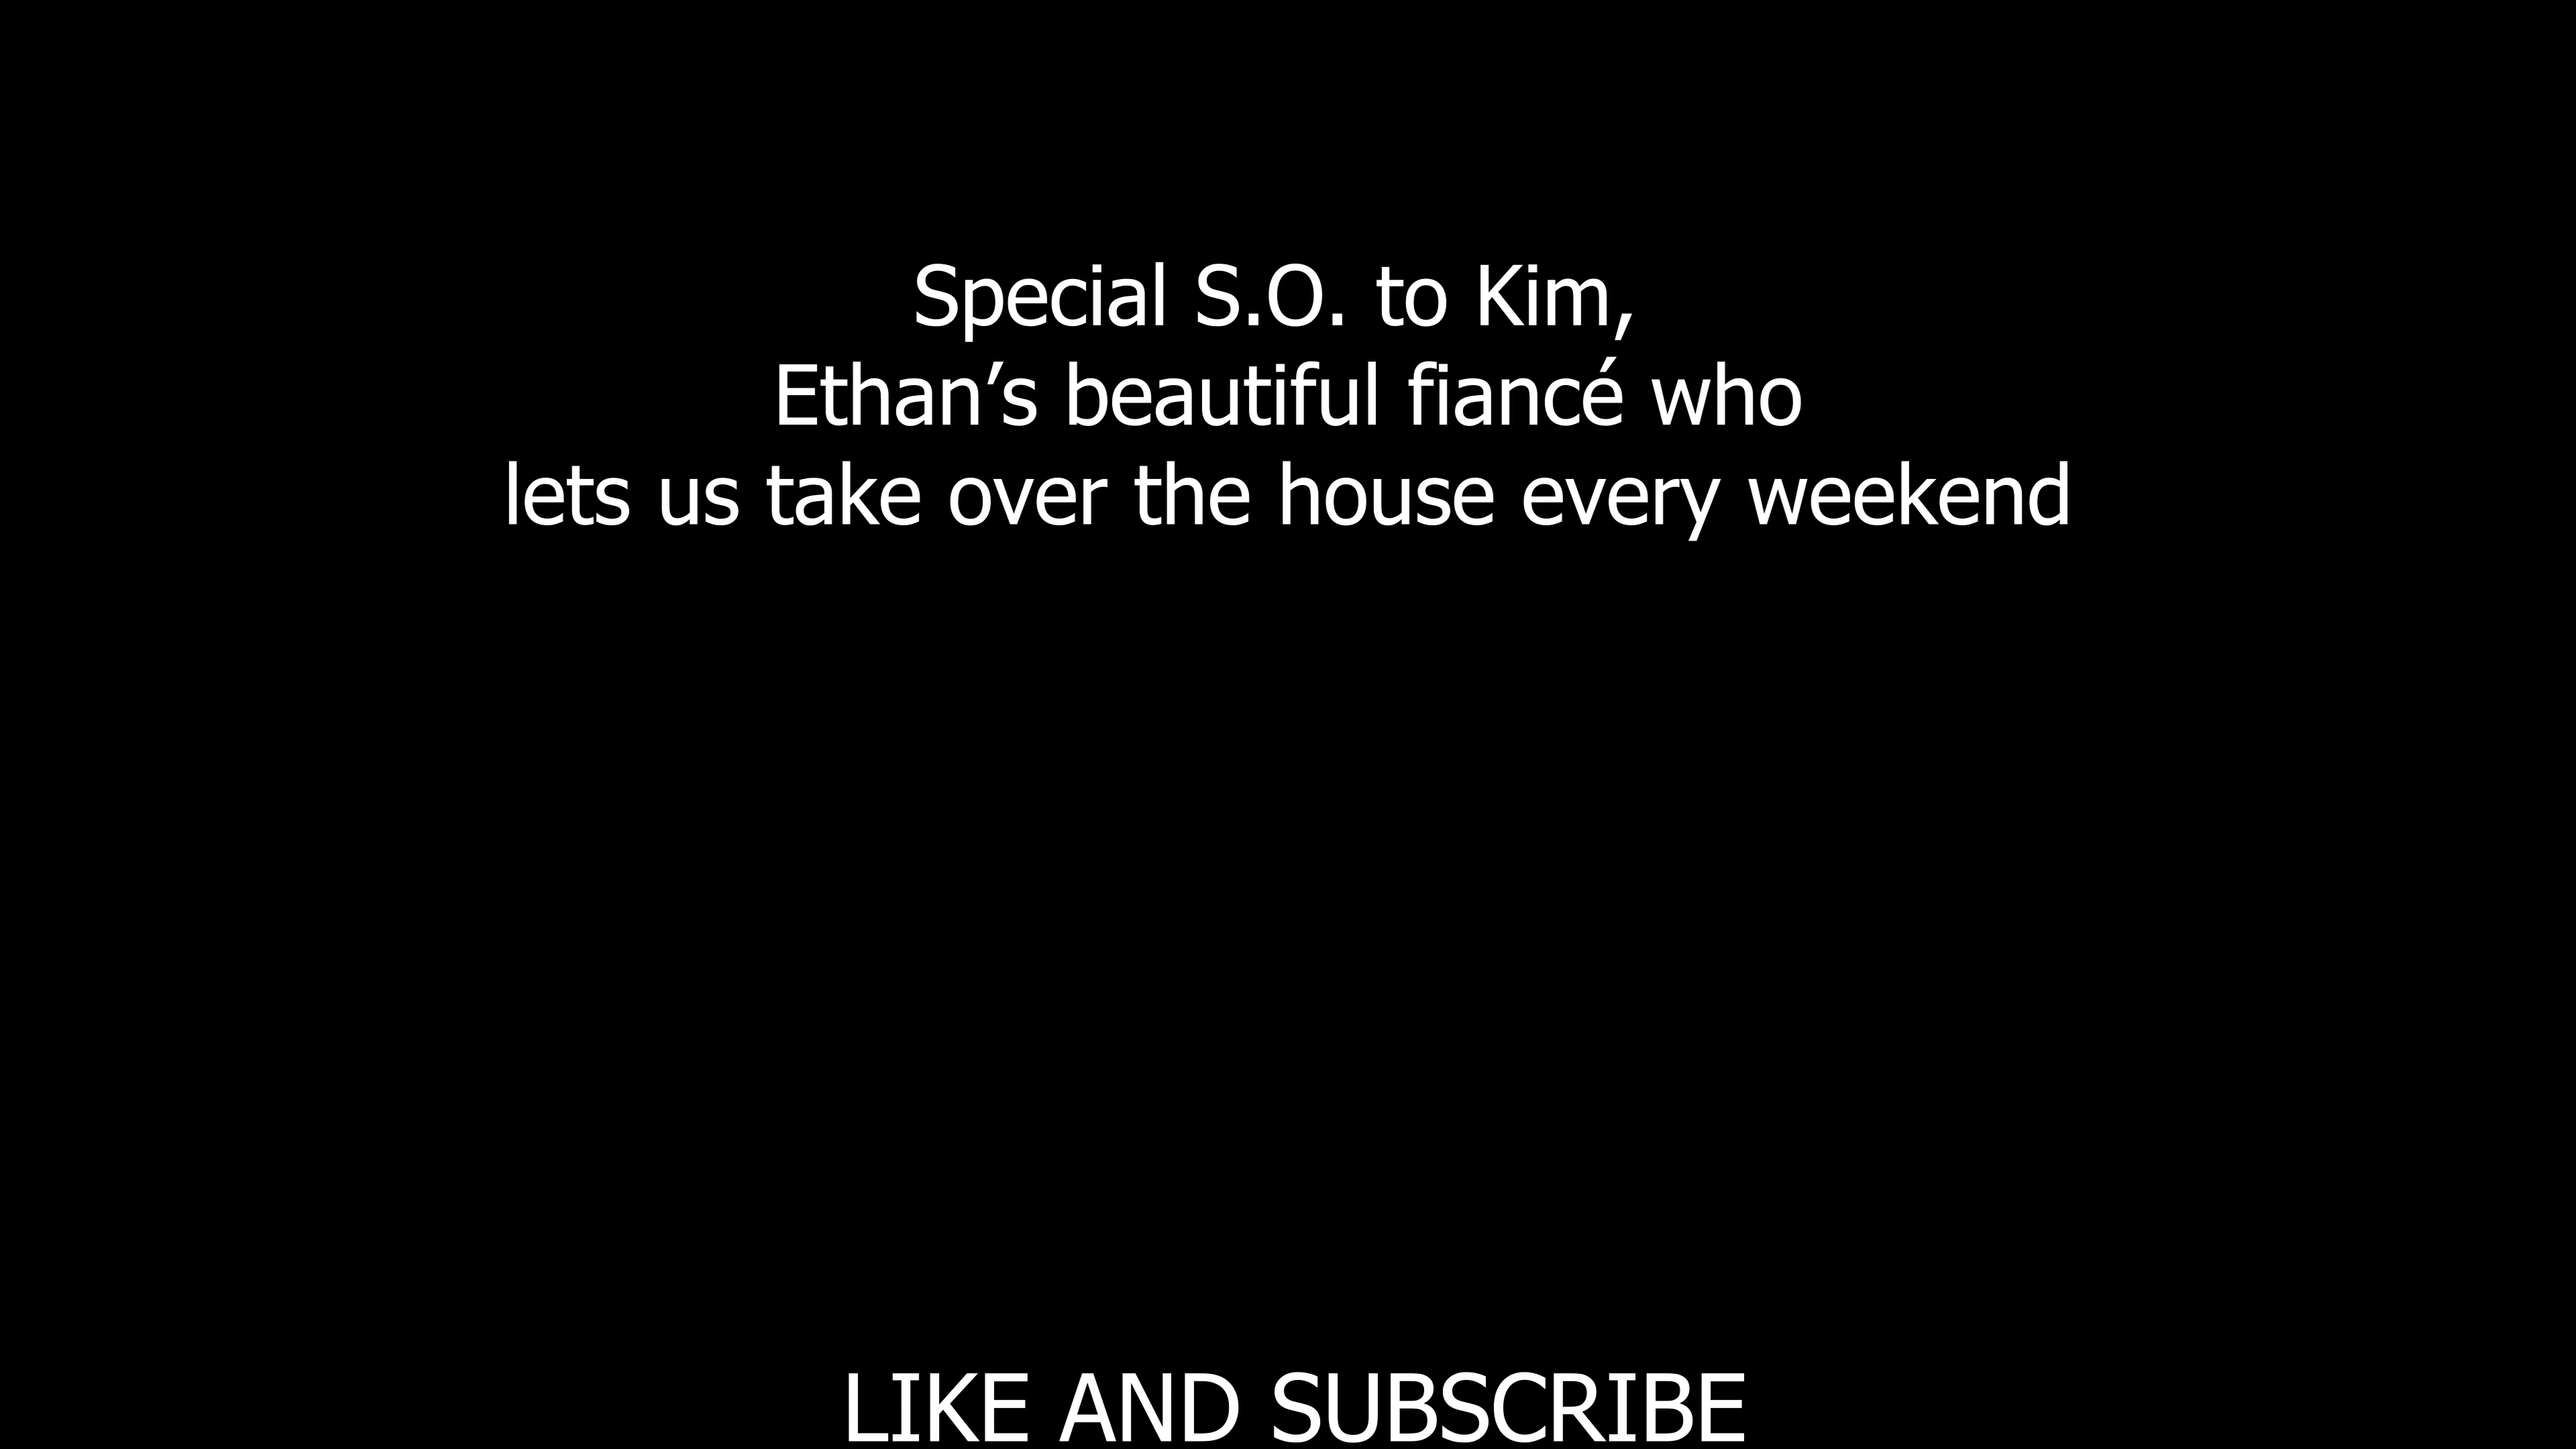 Special S.O. to Kim,
Ethan’s beautiful fiancé who
lets us take over the house every weekend
LIKE AND SUBSCRIBE